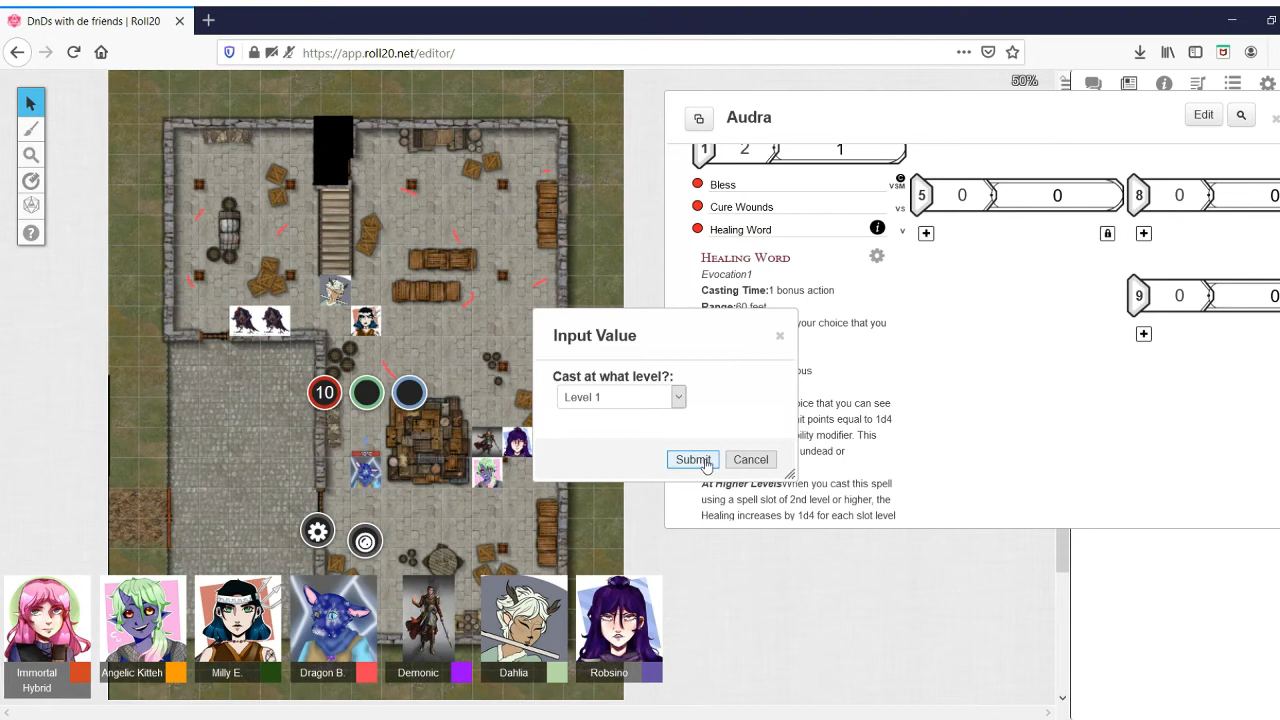 DnDs with de friends | Roll20
https://app.roll20.net/editor/
50%
Audra
Edit
1 2 1
Bless
VSM
Cure Wounds
VS
Healing Word
V
5 0 0
8 0 0
9 0 0
HEALING WORD
Evocation1
Casting Time:1 bonus action
Range:60 feet
your choice that you
ous
oice that you can see
hit points equal to 1d4
bility modifier. This
undead or
At Higher LevelsWhen you cast this spell
using a spell slot of 2nd level or higher, the
Healing increases by 1d4 for each slot level
Input Value
Cast at what level?:
Level 1
Submit
Cancel
10
Immortal
Hybrid
Angelic Kitteh
Milly E.
Dragon B.
Demonic
Dahlia
Robsino